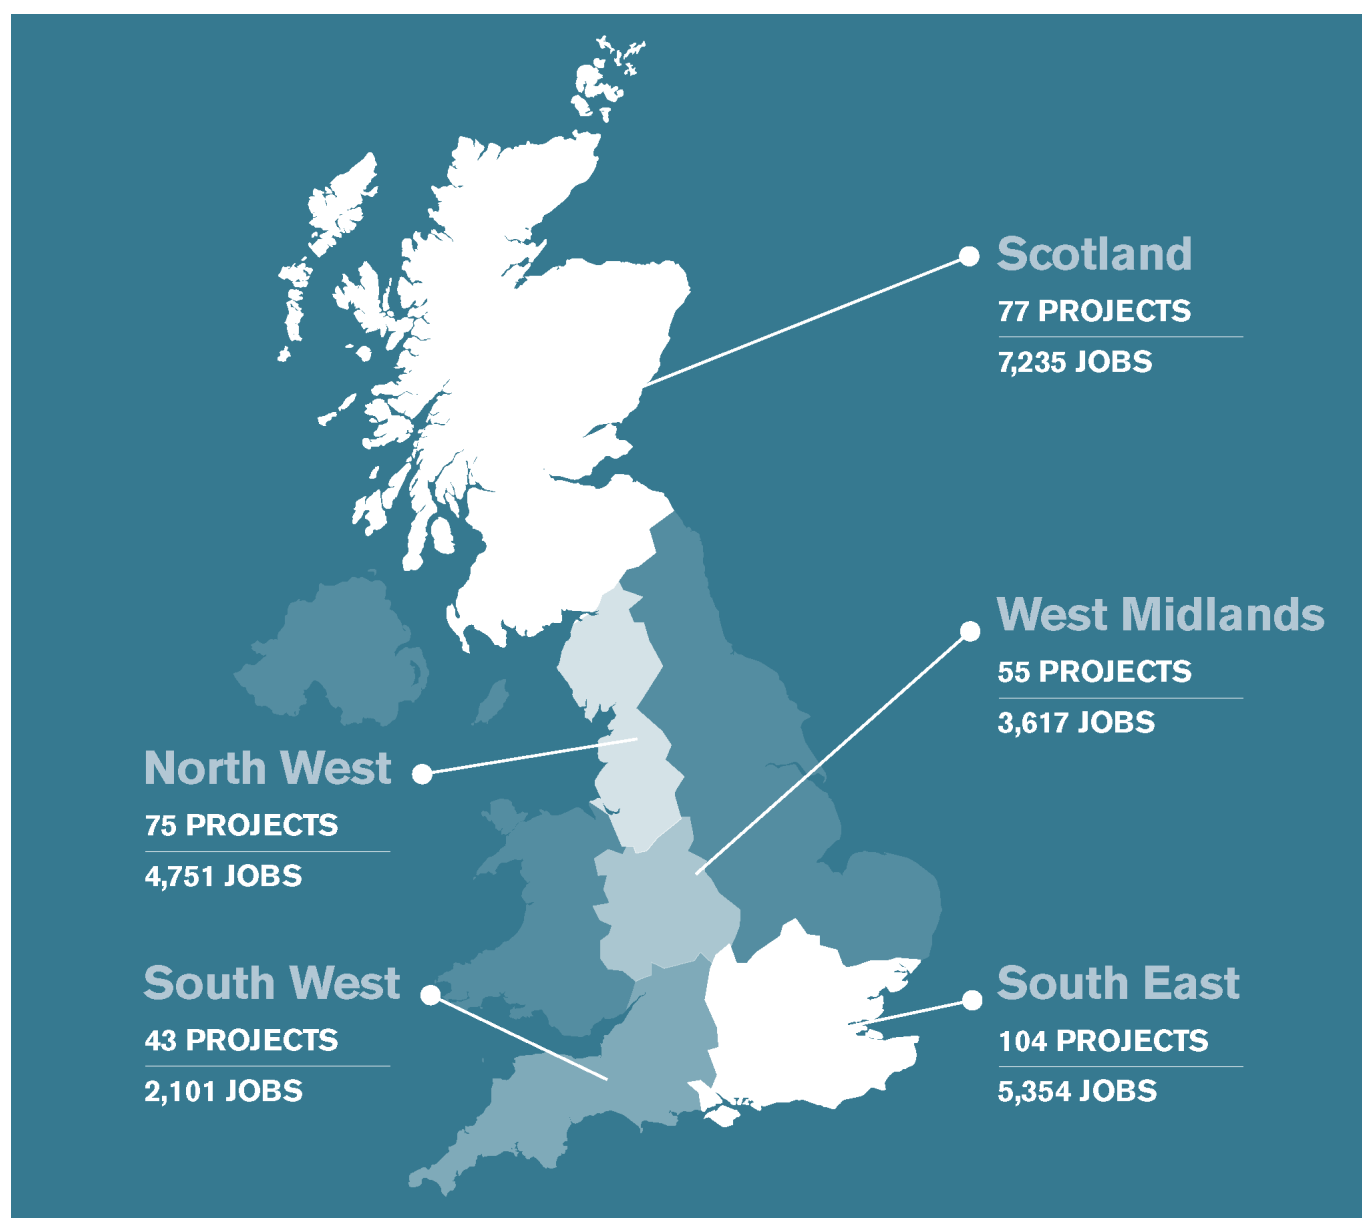 Scotland
77 PROJECTS
7,235 JOBS
West Midlands
55 PROJECTS
3,617 JOBS
North West
75 PROJECTS
4,751 JOBS
South West
43 PROJECTS
2,101 JOBS
South East
104 PROJECTS
5,354 JOBS